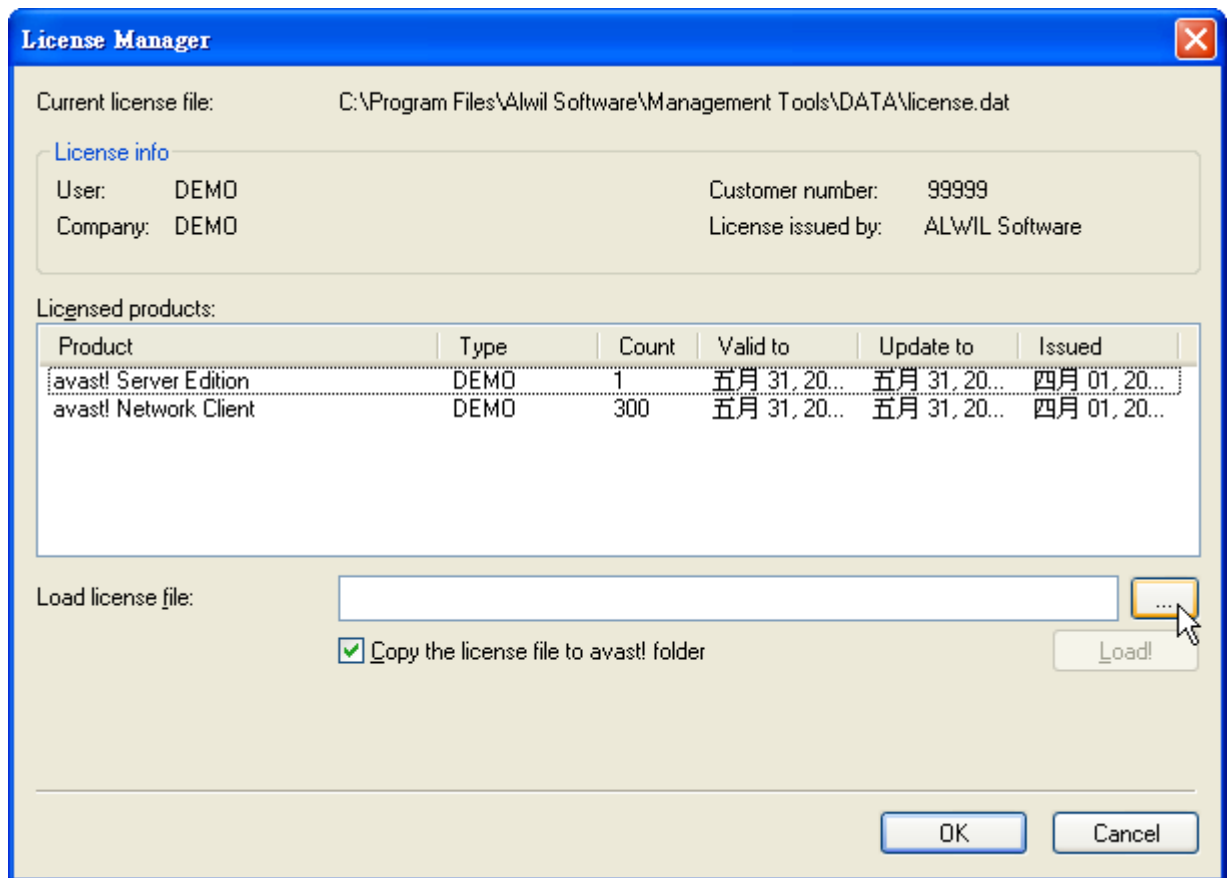 License Manager
Current license file: C:\Program Files\Alwil Software\Management Tools\DATA\license.dat
License info
User: DEMO Customer number: 99999
Company: DEMO License issued by: ALWIL Software
Licensed products:
Product Type Count Valid to Update to Issued
avast! Server Edition DEMO 1 五月 31, 20... 五月 31, 20... 四月 01, 20...
avast! Network Client DEMO 300 五月 31, 20... 五月 31, 20... 四月 01, 20...
Load license file: ...
Copy the license file to avast! folder Load!
OK Cancel